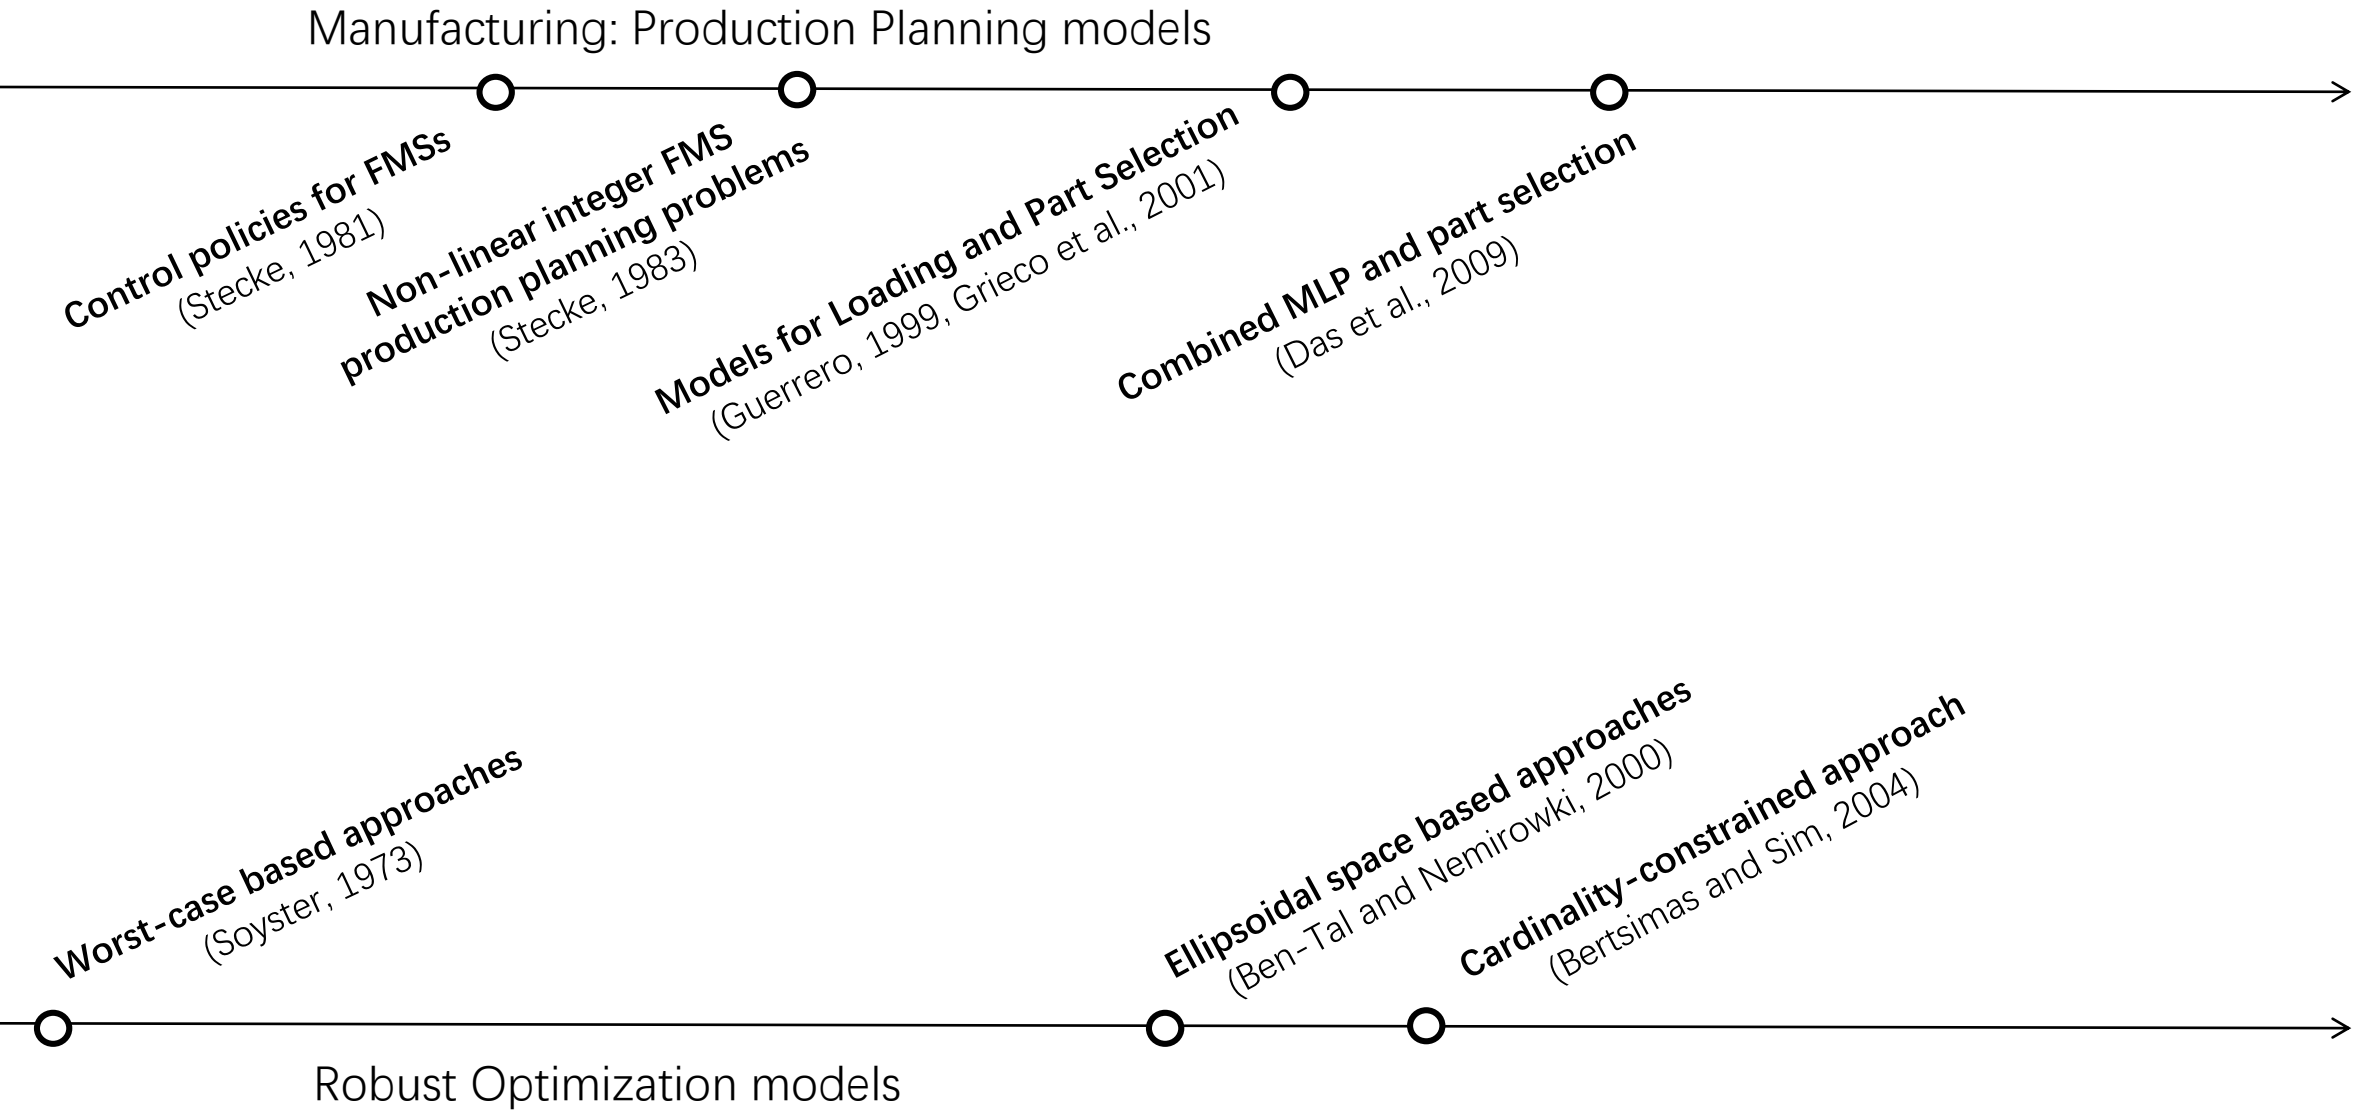 Manufacturing: Production Planning models
Control policies for FMSs
(Stecke, 1981)
Non-linear integer FMS
production planning problems
(Stecke, 1983)
Models for Loading and Part Selection
(Guerrero, 1999, Grieco et al., 2001)
Combined MLP and part selection
(Das et al., 2009)
Worst-case based approaches
(Soyster, 1973)
Ellipsoidal space based approaches
(Ben-Tal and Nemirowki, 2000)
Cardinality-constrained approach
(Bertsimas and Sim, 2004)
Robust Optimization models